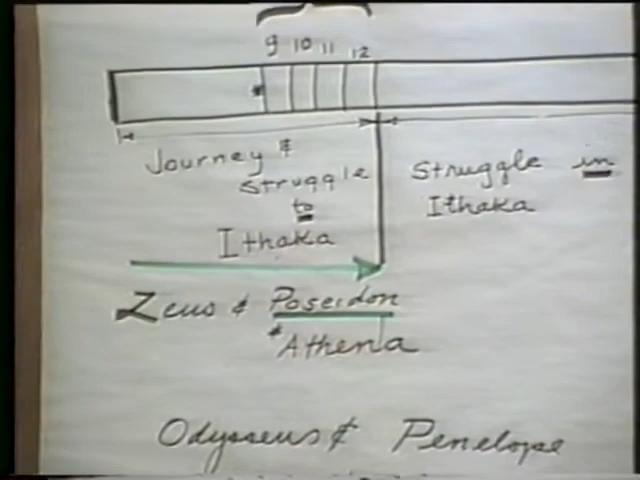 9 10 11 12
Journey & struggle in
Struggle Ithaka
to
Ithaka
Zeus & Poseidon
& Athena
Odysseus & Penelope